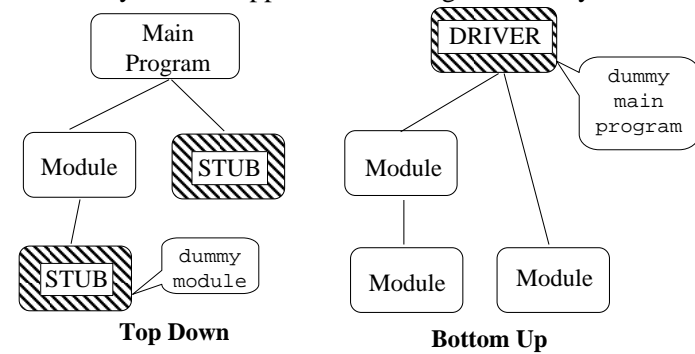 Main
Program
Module
STUB
STUB
dummy
module
Top Down
DRIVER
dummy
main
program
Module
Module
Module
Bottom Up